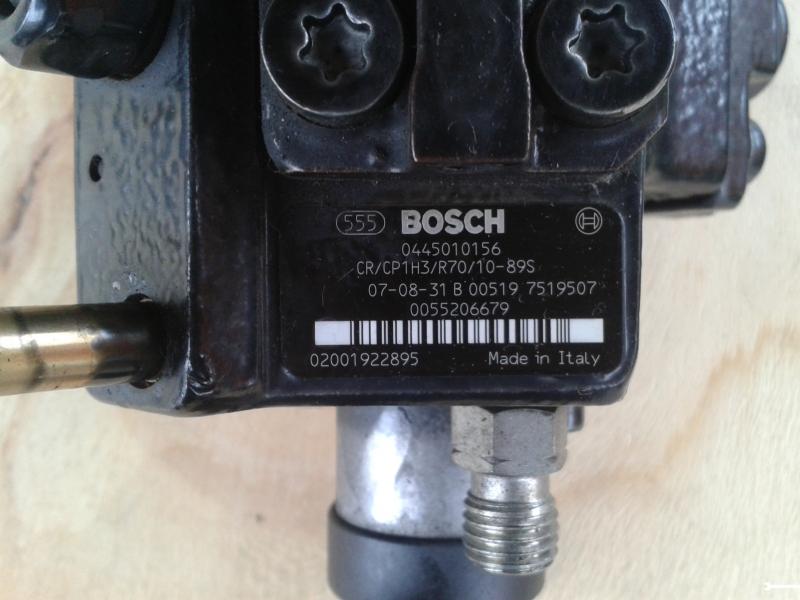 555 BOSCH
0445010156
CR/CP1H3/R70/10-89S
07-08-31 B 00519 7519507
0055206679
02001922895 Made in Italy